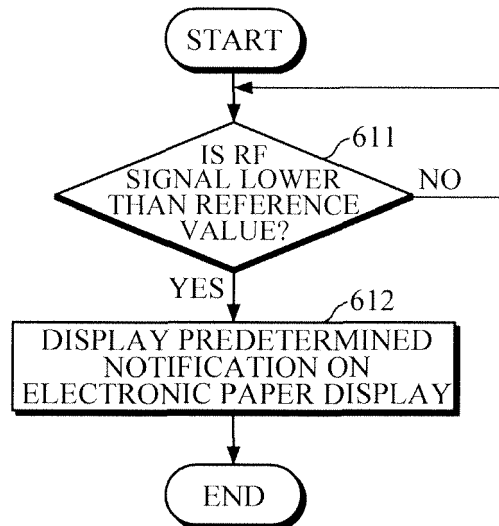 START
611
IS RF
SIGNAL LOWER
THAN REFERENCE
VALUE?
NO
YES
612
DISPLAY PREDETERMINED
NOTIFICATION ON
ELECTRONIC PAPER DISPLAY
END